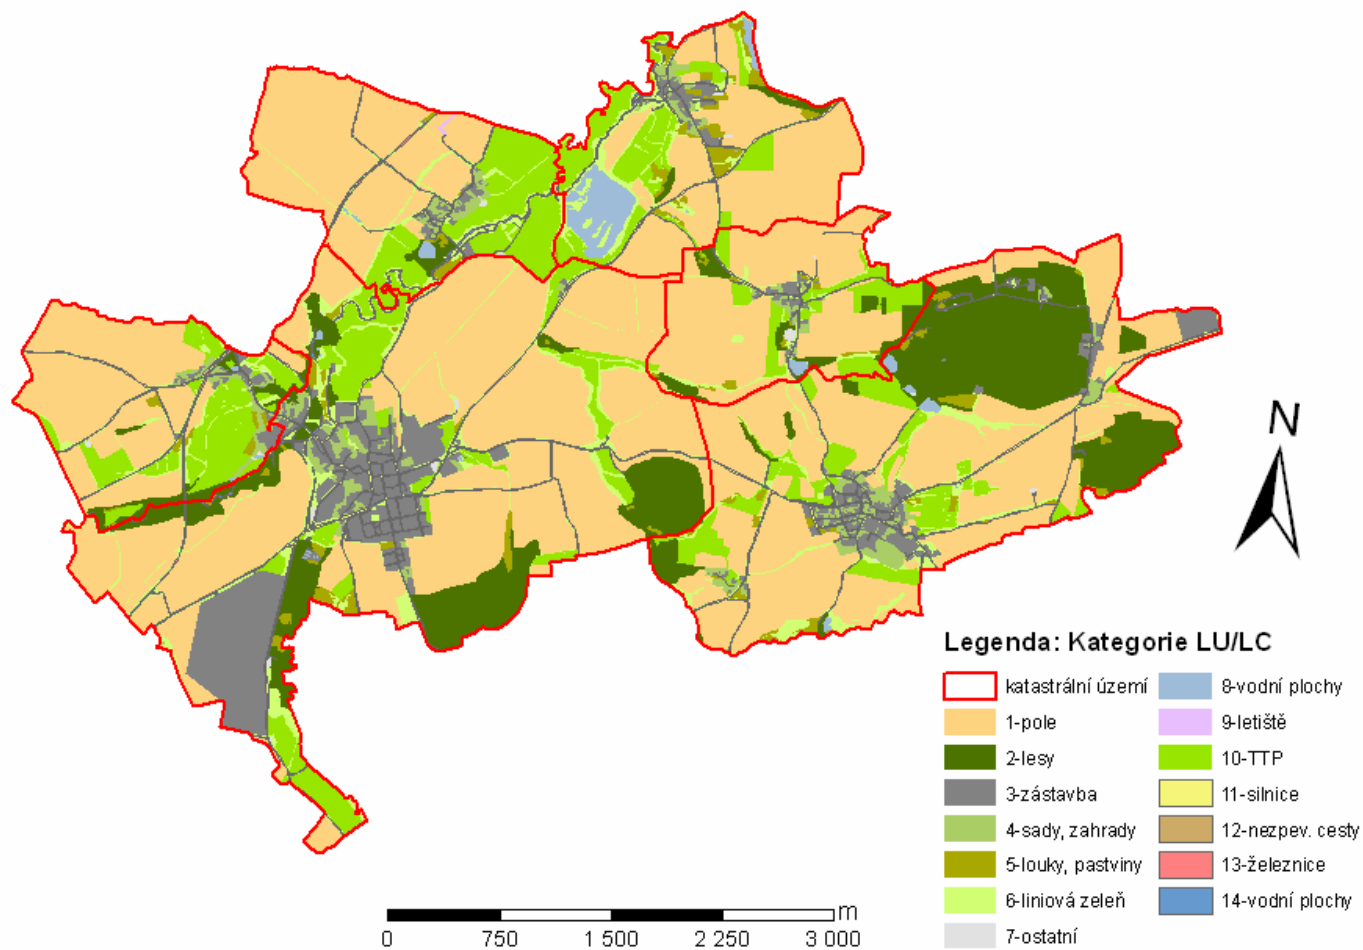 N
Legenda: Kategorie LU/LC
katastrální území
1-pole
2-lesy
3-zástavba
4-sady, zahrady
5-louky, pastviny
6-liniová zeleň
7-ostatní
8-vodní plochy
9-letiště
10-TTP
11-silnice
12-nezpev. cesty
13-železnice
14-vodní plochy
m
0 750 1 500 2 250 3 000